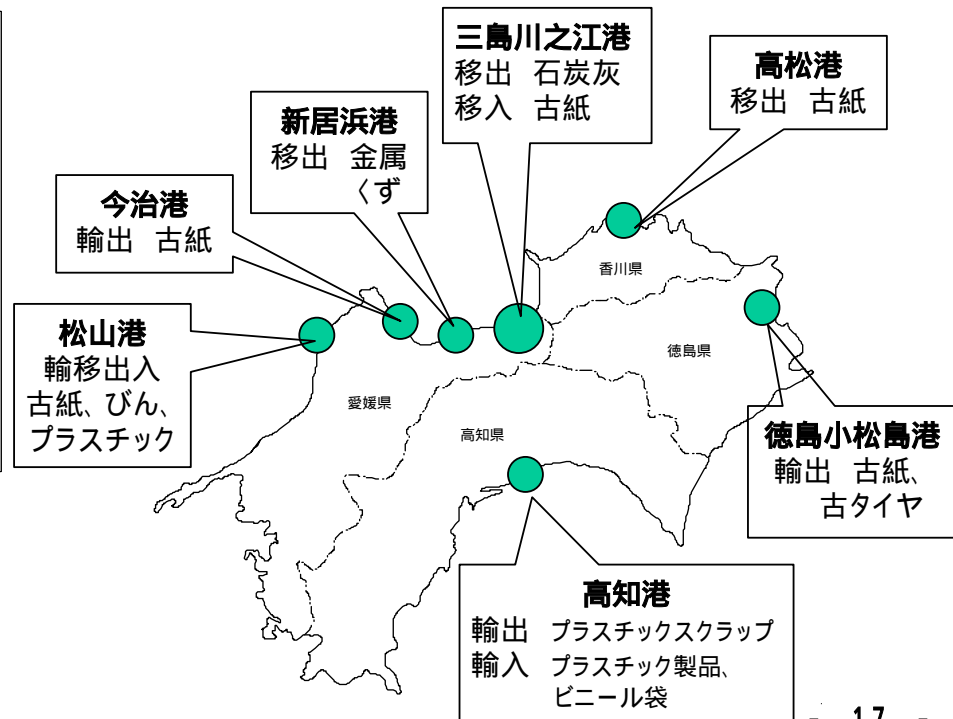 三島川之江港
移出 石炭灰
移入 古紙
高松港
移出 古紙
新居浜港
移出 金属
くず
今治港
輸出 古紙
松山港
輸移出入
古紙、びん、
プラスチック
香川県
徳島県
愛媛県
高知県
徳島小松島港
輸出 古紙、
古タイヤ
高知港
輸出 プラスチックスクラップ
輸入 プラスチック製品、
ビニール袋
- 17 -